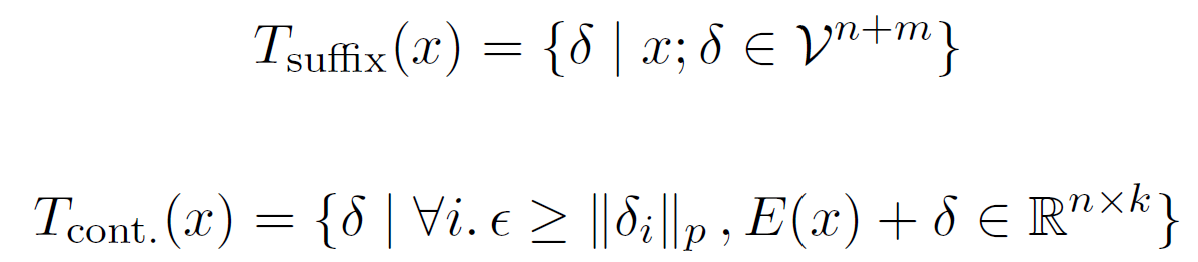 T_suffix(x) = {δ | x; δ ∈ 𝒱^{n+m}}
T_cont.(x) = {δ | ∀i. ϵ ≥ ‖δ_i‖_p , E(x) + δ ∈ ℝ^{n×k}}